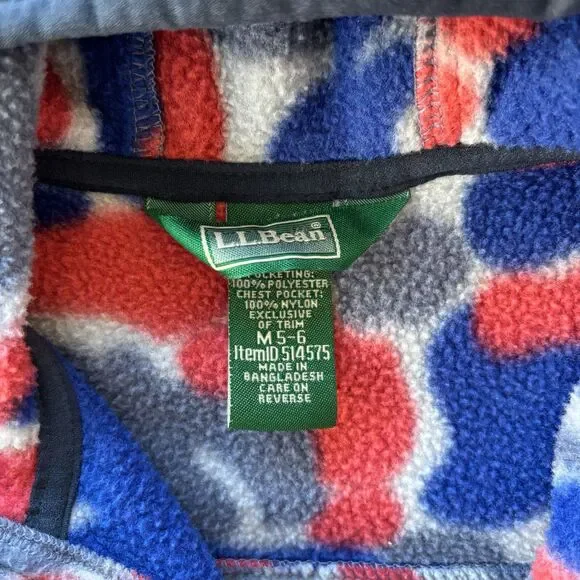 L.L.Bean®
POCKETING:
100% POLYESTER
CHEST POCKET:
100% NYLON
EXCLUSIVE
OF TRIM
M 5-6
ItemID 514575
MADE IN
BANGLADESH
CARE ON
REVERSE